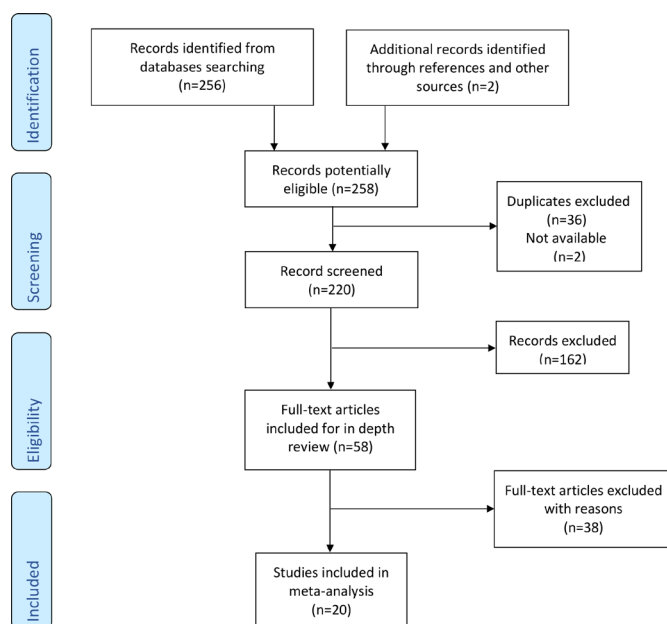 Identification
Records identified from
databases searching
(n=256)
Additional records identified
through references and other
sources (n=2)
Records potentially
eligible (n=258)
Screening
Duplicates excluded
(n=36)
Not available
(n=2)
Record screened
(n=220)
Records excluded
(n=162)
Eligibility
Full-text articles
included for in depth
review (n=58)
Full-text articles excluded
with reasons
(n=38)
Included
Studies included in
meta-analysis
(n=20)